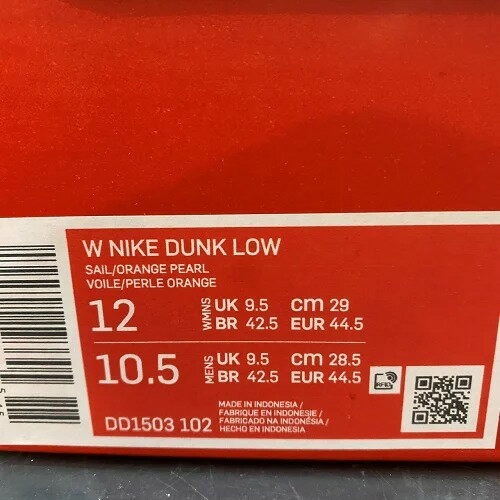 W NIKE DUNK LOW
SAIL/ORANGE PEARL
VOILE/PERLE ORANGE
12 WMNS UK 9.5 CM 29
BR 42.5 EUR 44.5
10.5 MENS UK 9.5 CM 28.5
BR 42.5 EUR 44.5
RFID
MADE IN INDONESIA /
FABRIQUE EN INDONESIE /
FABRICADO NA INDONÉSIA /
HECHO EN INDONESIA
DD1503 102